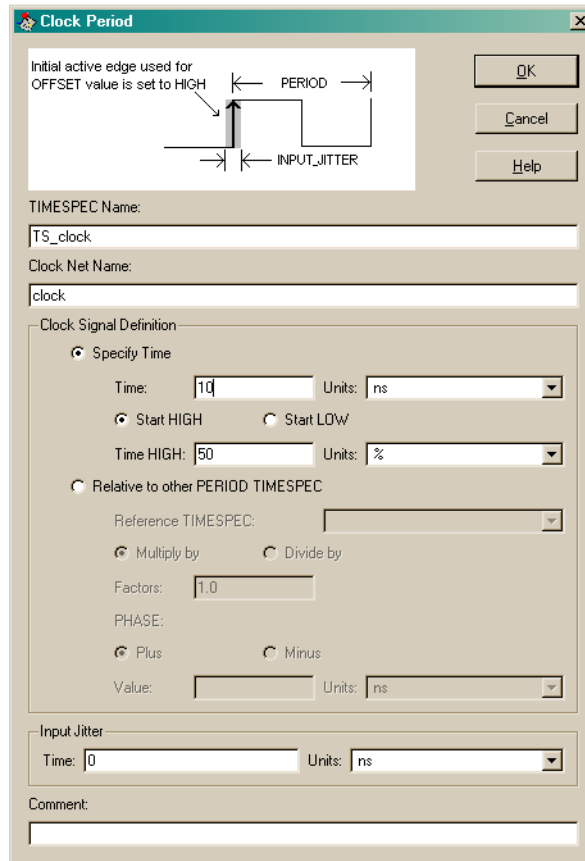 Clock Period
Initial active edge used for
OFFSET value is set to HIGH
PERIOD
INPUT_JITTER
OK
Cancel
Help
TIMESPEC Name:
TS_clock
Clock Net Name:
clock
Clock Signal Definition
Specify Time
Time: 10 Units: ns
Start HIGH Start LOW
Time HIGH: 50 Units: %
Relative to other PERIOD TIMESPEC
Reference TIMESPEC:
Multiply by Divide by
Factors: 1.0
PHASE:
Plus Minus
Value: Units: ns
Input Jitter
Time: 0 Units: ns
Comment: